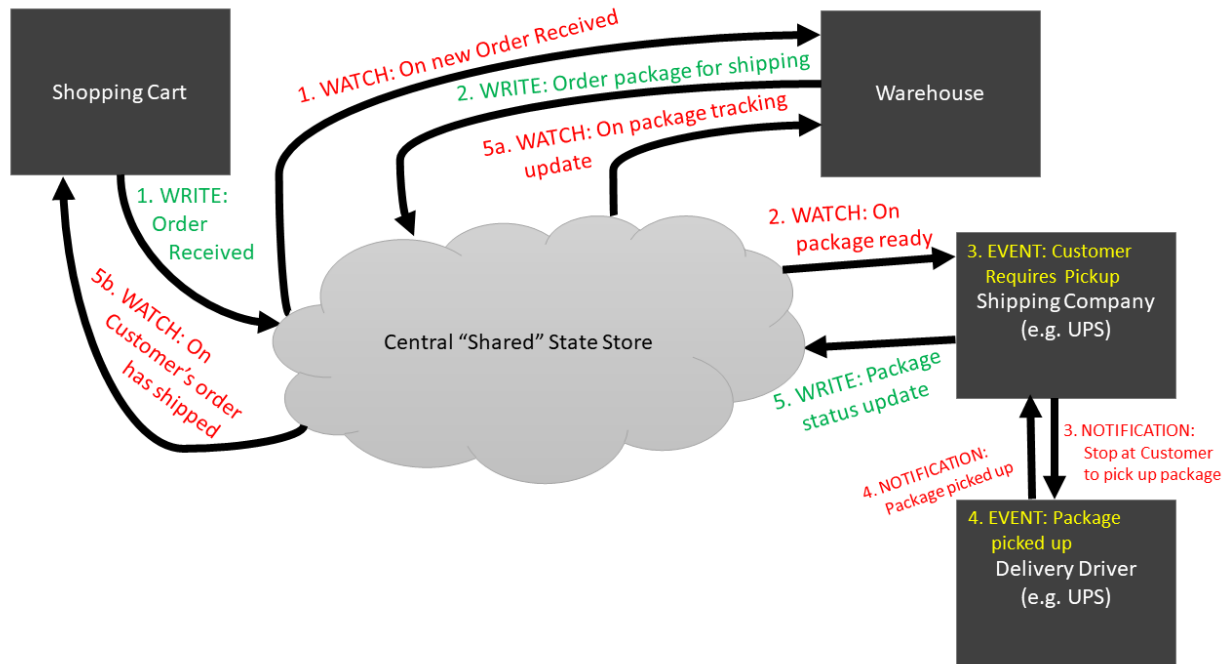 Shopping Cart
1. WATCH: On new Order Received
2. WRITE: Order package for shipping
5a. WATCH: On package tracking
update
Warehouse
1. WRITE:
Order
Received
5b. WATCH: On
Customer’s order
has shipped
Central “Shared” State Store
2. WATCH: On
package ready
3. EVENT: Customer
Requires Pickup
Shipping Company
(e.g. UPS)
5. WRITE: Package
status update
4. NOTIFICATION:
Package picked up
3. NOTIFICATION:
Stop at Customer
to pick up package
4. EVENT: Package
picked up
Delivery Driver
(e.g. UPS)